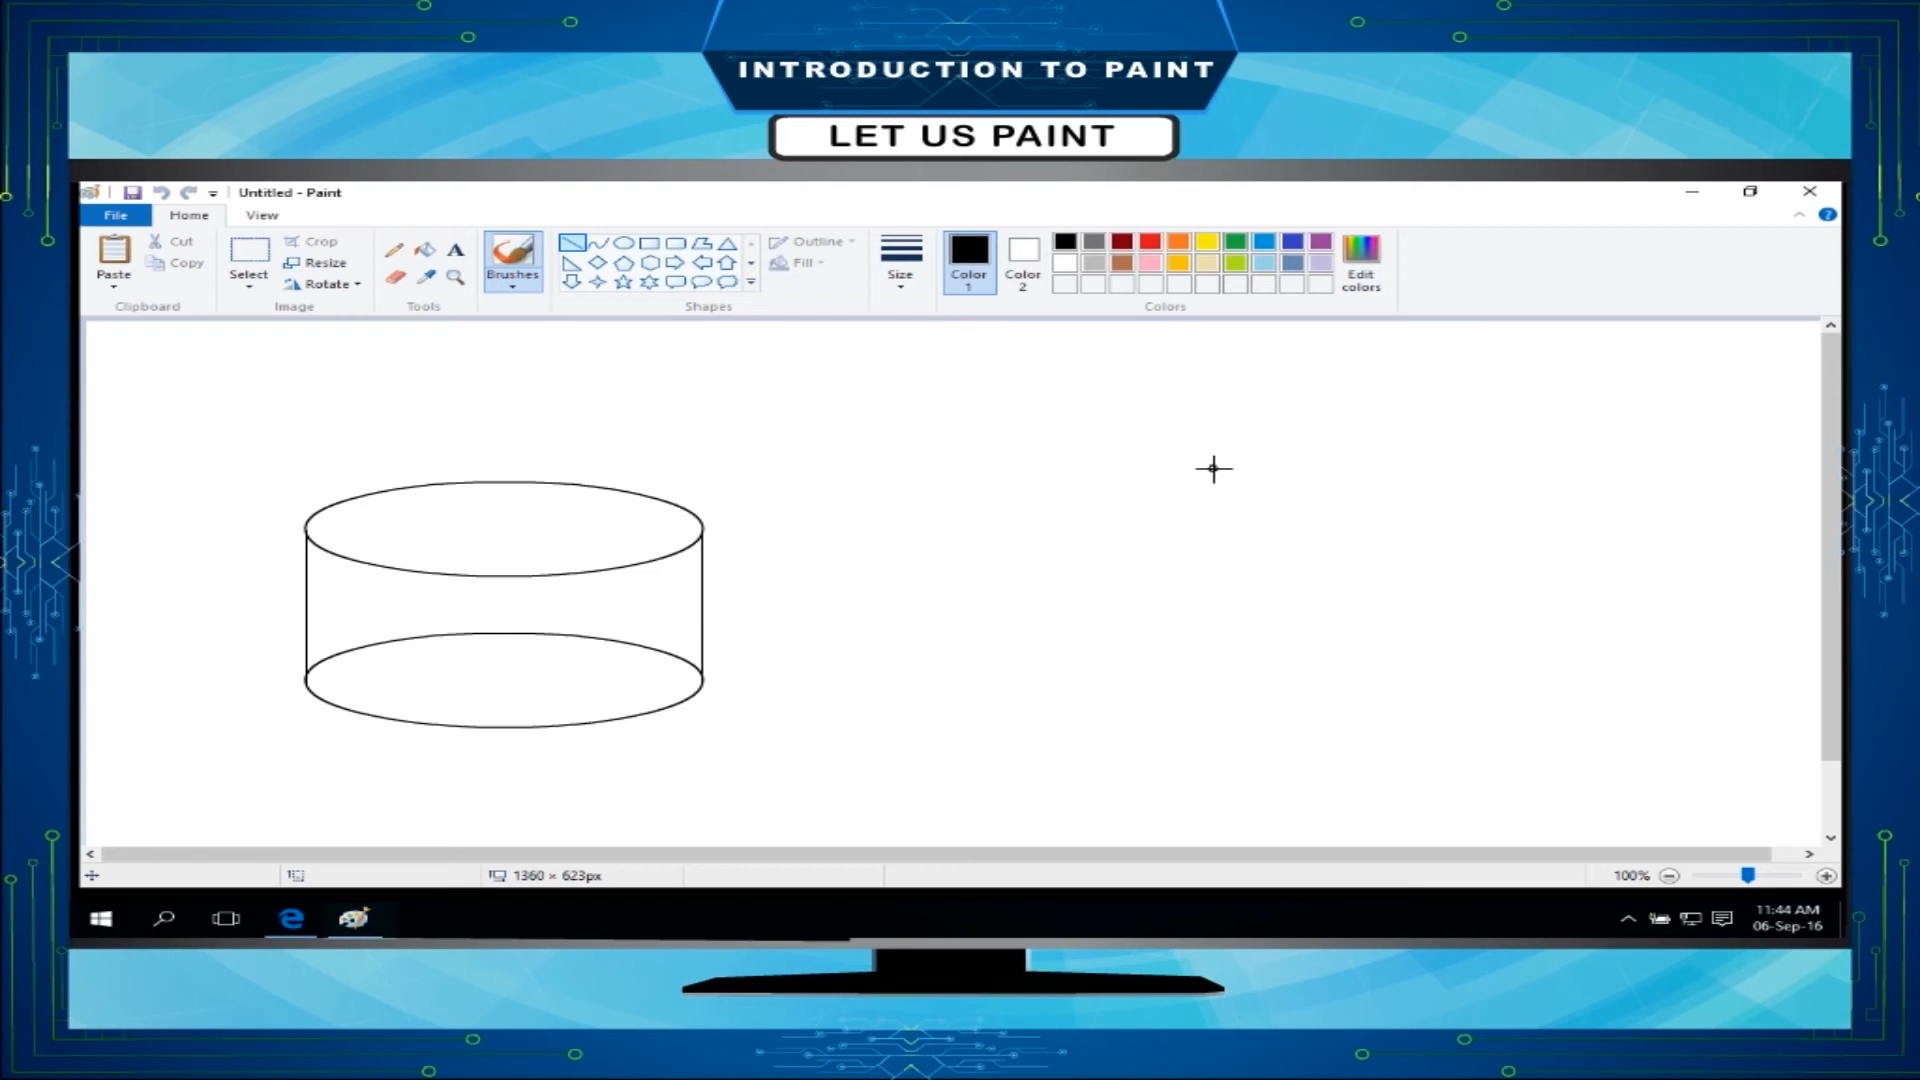 INTRODUCTION TO PAINT
LET US PAINT
Untitled - Paint
File Home View
Cut Crop Outline
Copy Resize Fill
Paste Select Rotate A Brushes Size Color 1 Color 2 Edit colors
Clipboard Image Tools Shapes Colors
1360 × 623px 100%
11:44 AM
06-Sep-16